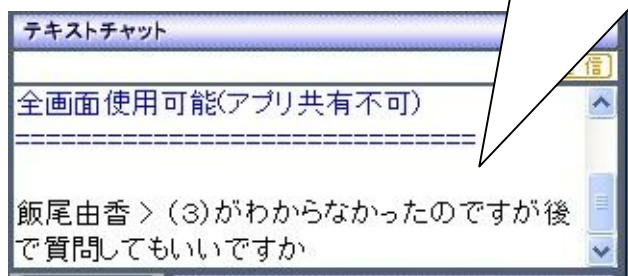 テキストチャット
信
全画面使用可能(アプリ共有不可)
==============================
飯尾由香 > (3)がわからなかったのですが後
で質問してもいいですか